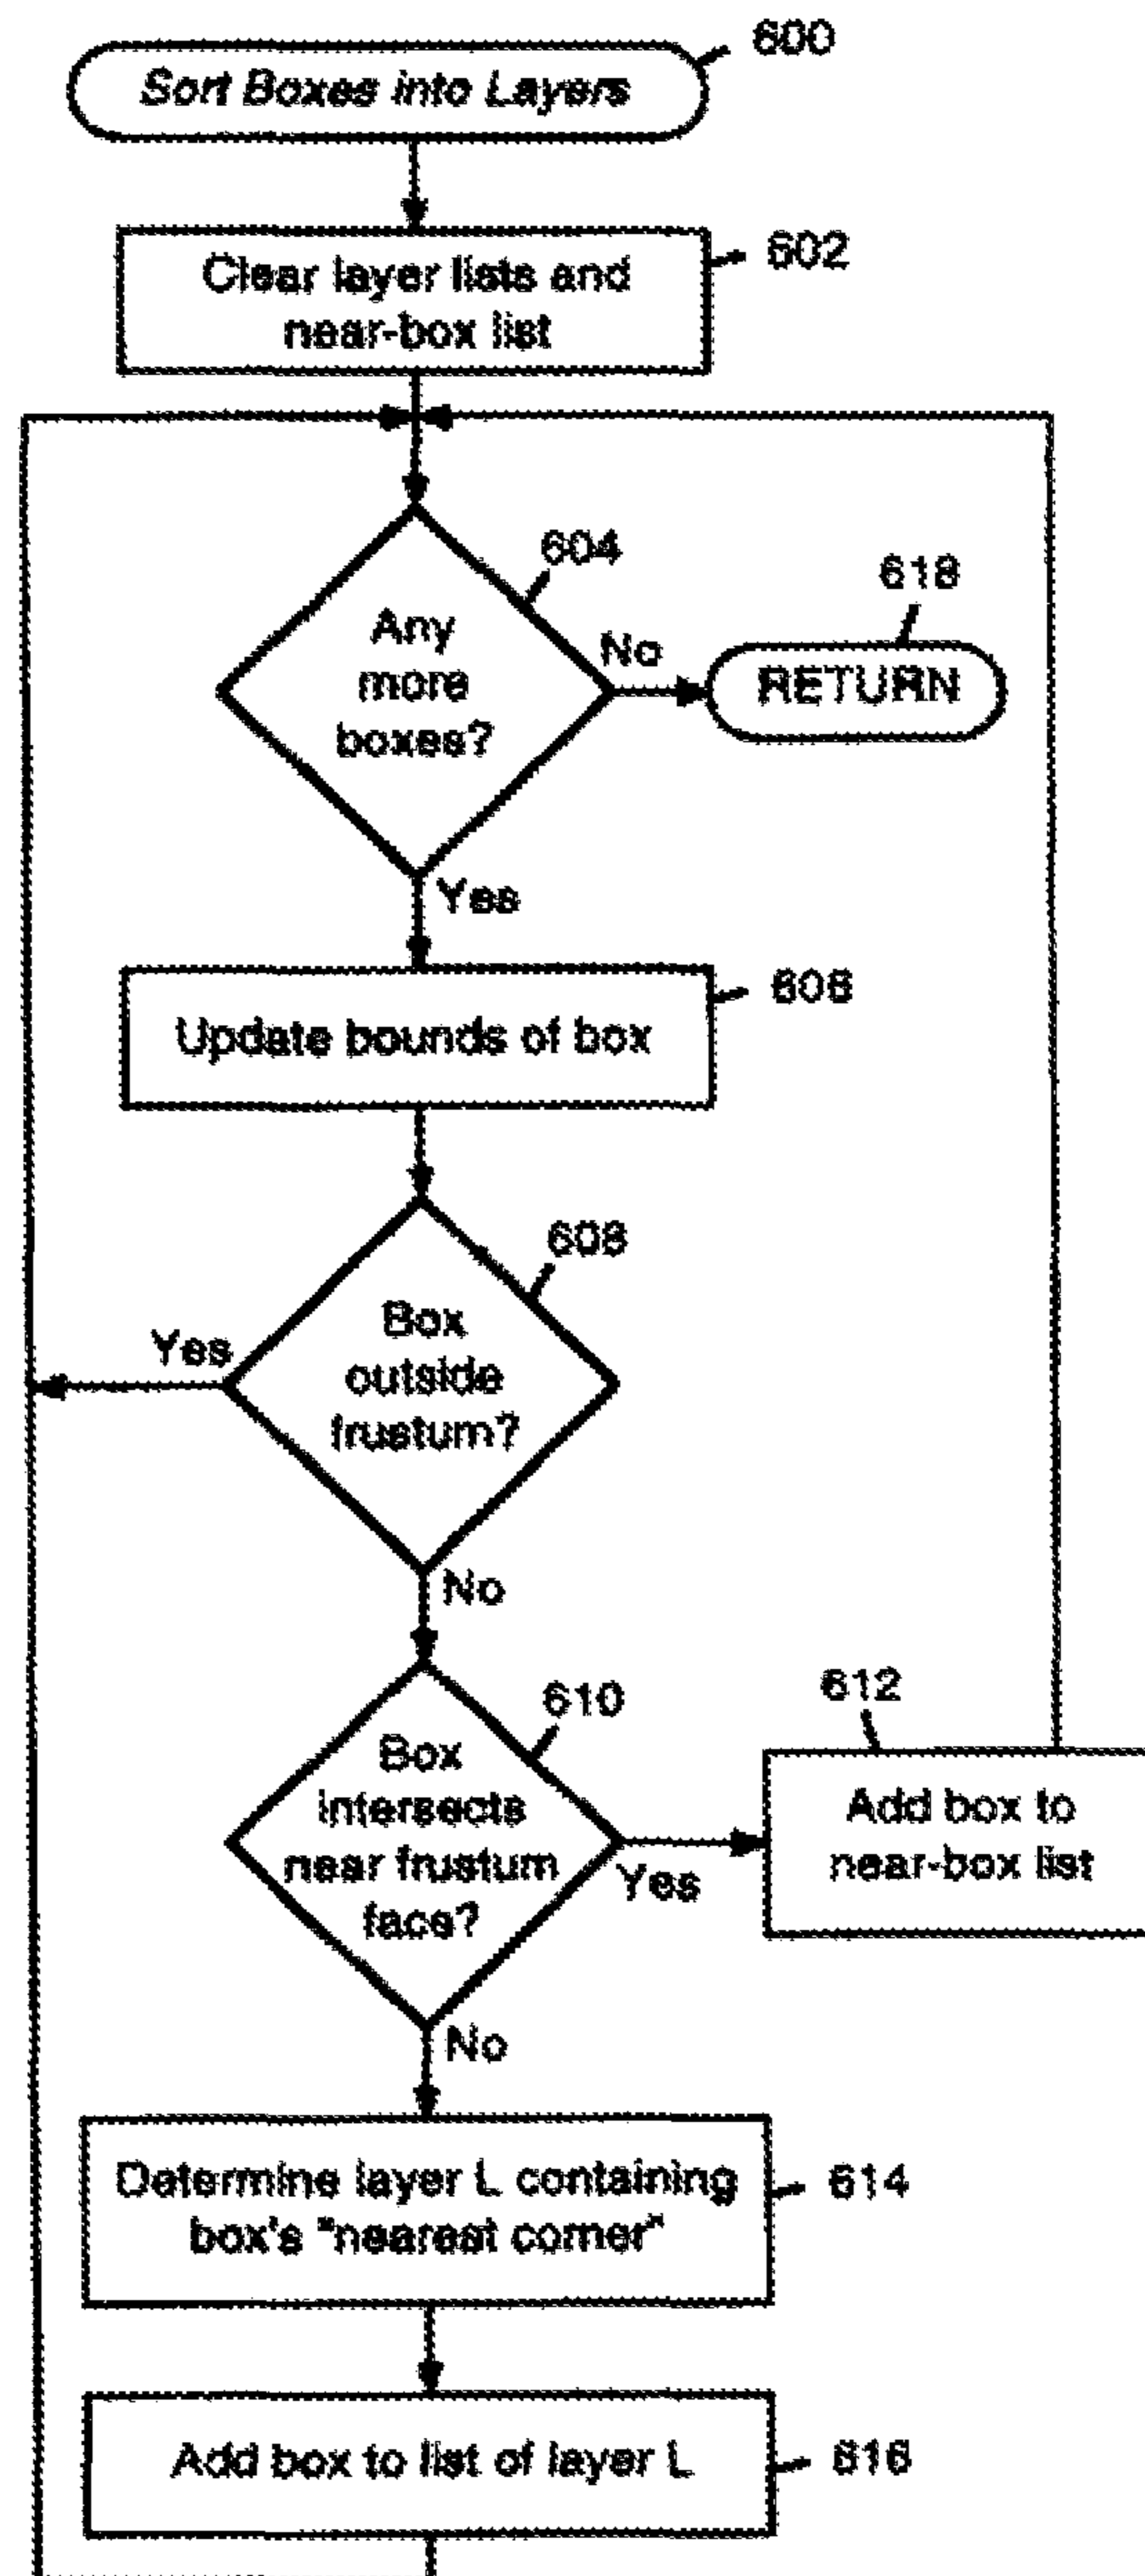 600
Sort Boxes into Layers
602
Clear layer lists and
near-box list
604
618
Any
more
boxes?
No
RETURN
Yes
606
Update bounds of box
608
Box
outside
frustum?
Yes
No
610
612
Box
intersects
near frustum
face?
Yes
Add box to
near-box list
No
Determine layer L containing
box's "nearest corner"
614
Add box to list of layer L
616